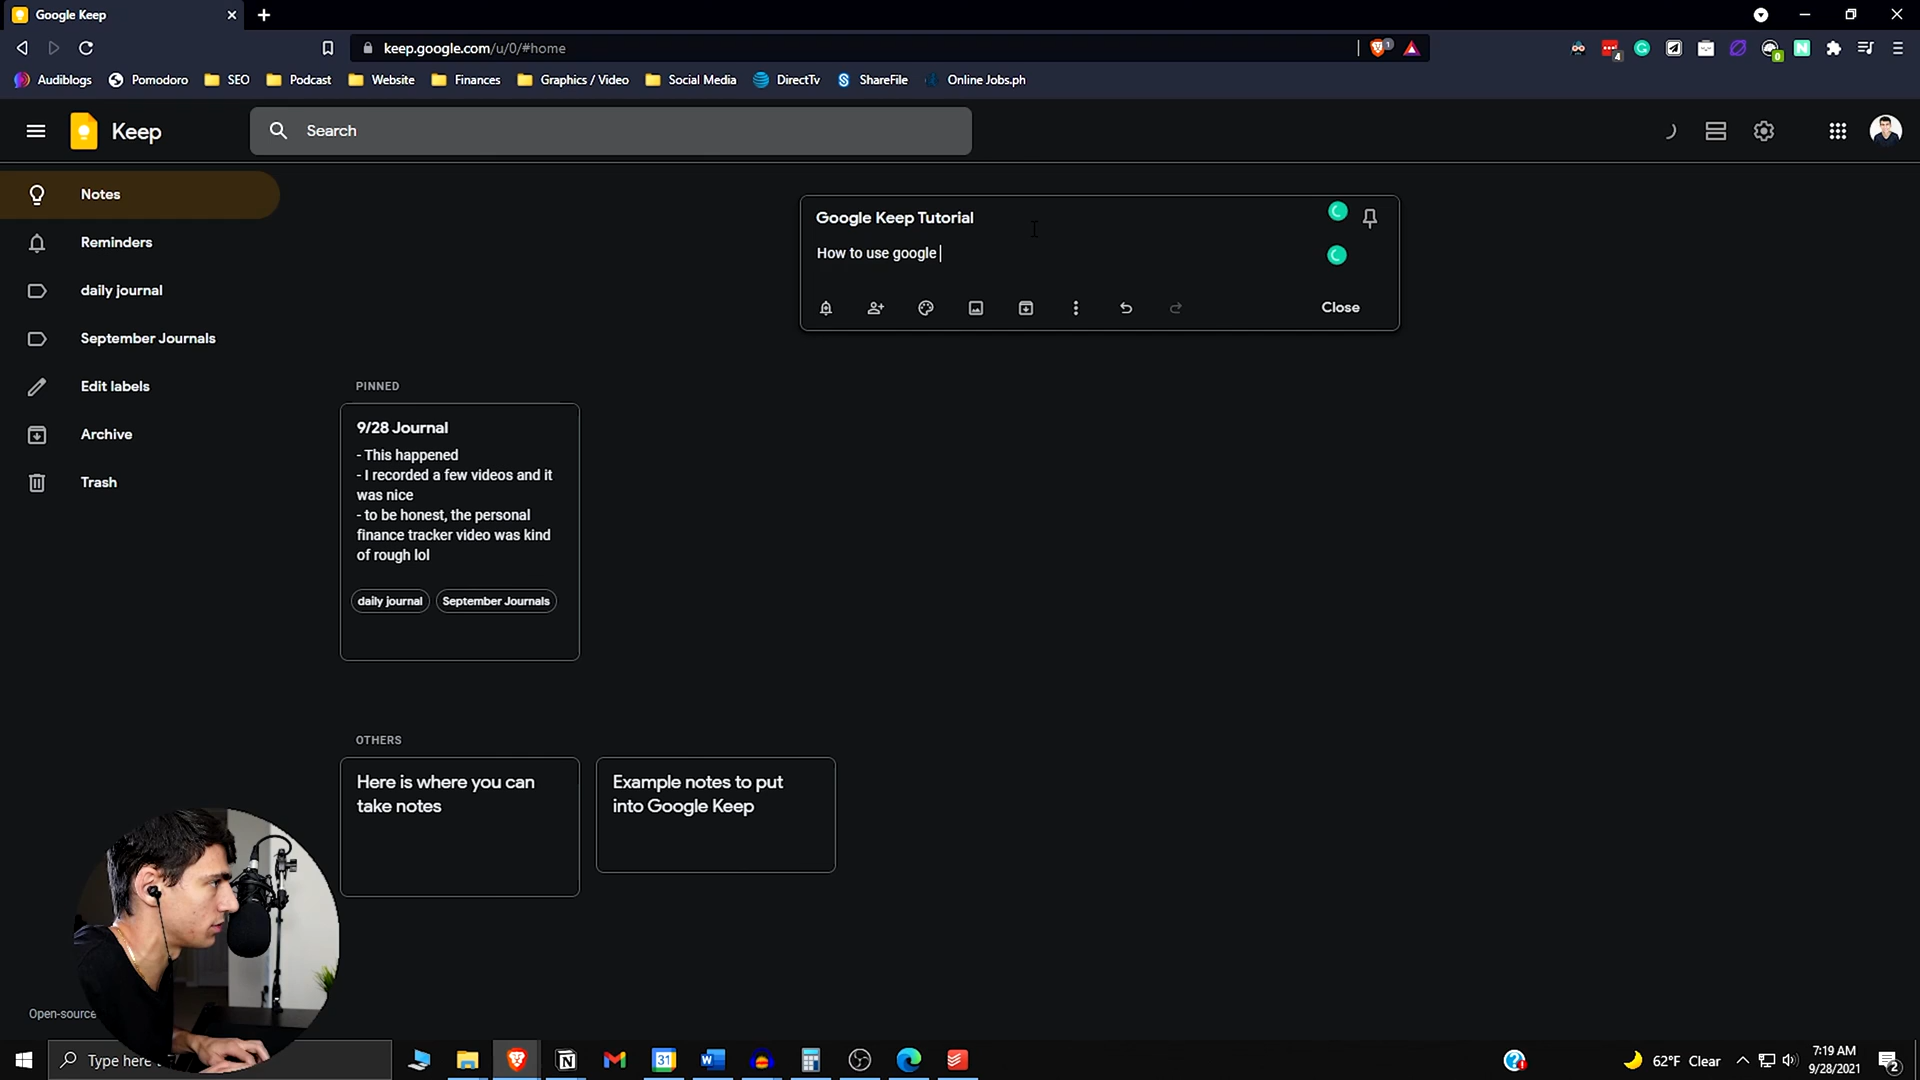 Google Keep
keep.google.com/u/0/#home
1
4
0
Audiblogs
Pomodoro
SEO
Podcast
Website
Finances
Graphics / Video
Social Media
DirectTv
ShareFile
Online Jobs.ph
Keep
Search
Notes
Google Keep Tutorial
How to use google
Reminders
daily journal
Close
September Journals
Edit labels
Archive
Trash
PINNED
9/28 Journal
- This happened
- I recorded a few videos and it
was nice
- to be honest, the personal
finance tracker video was kind
of rough lol
daily journal
September Journals
OTHERS
Here is where you can
take notes
Example notes to put
into Google Keep
Open-source
Type here
31
62°F Clear
7:19 AM
9/28/2021
2